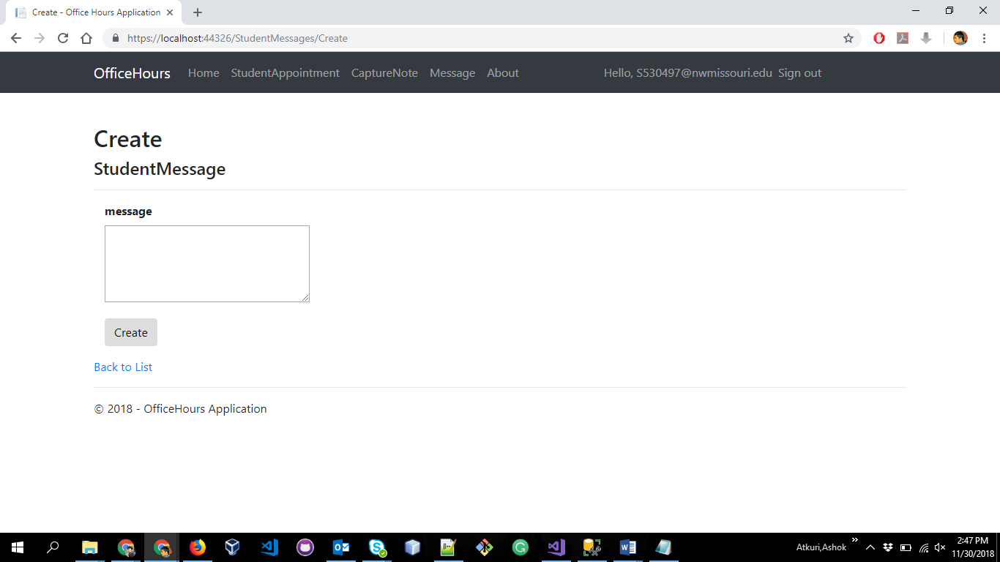 Create - Office Hours Application
https://localhost:44326/StudentMessages/Create
OfficeHours Home StudentAppointment CaptureNote Message About Hello, S530497@nwmissouri.edu Sign out
Create
StudentMessage
message
Create
Back to List
© 2018 - OfficeHours Application
Atkuri,Ashok
2:47 PM
11/30/2018